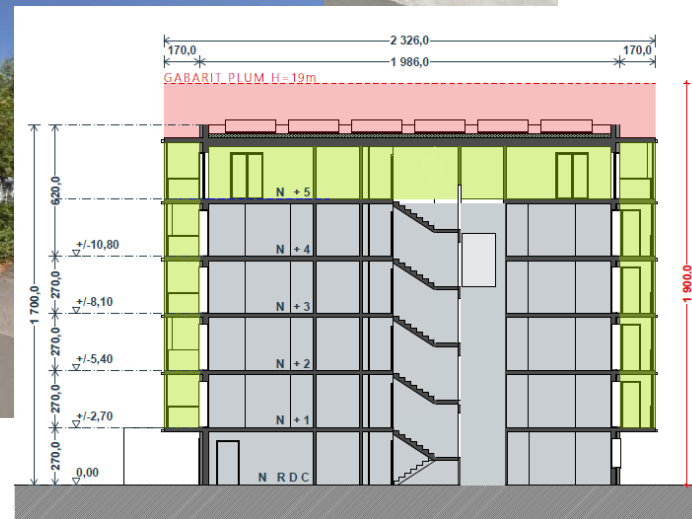 2 326,0
170,0
1 986,0
170,0
GABARIT PLUM H=19m
N +5
620,0
+/-10,80
N +4
270,0
+/-8,10
N +3
1 700,0
1 900,0
270,0
+/-5,40
N +2
270,0
+/-2,70
N +1
270,0
0,00
N RDC